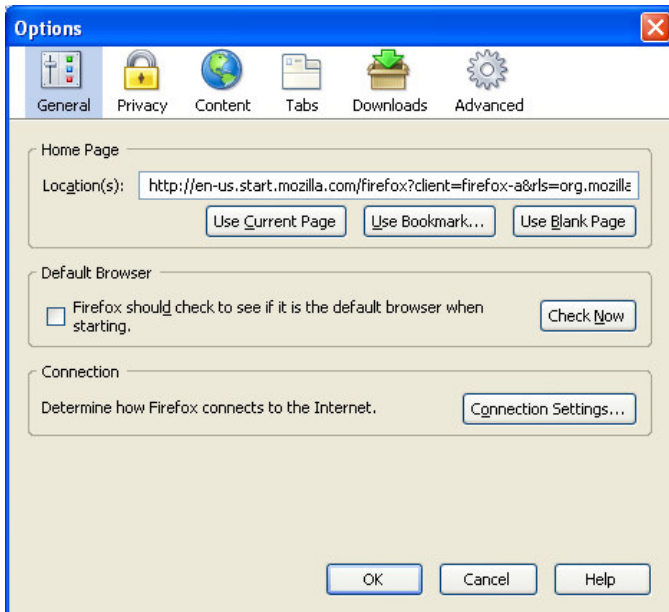 Options
General Privacy Content Tabs Downloads Advanced
Home Page
Location(s): http://en-us.start.mozilla.com/firefox?client=firefox-a&rls=org.mozilla
Use Current Page Use Bookmark... Use Blank Page
Default Browser
Firefox should check to see if it is the default browser when
starting.
Check Now
Connection
Determine how Firefox connects to the Internet. Connection Settings...
OK Cancel Help